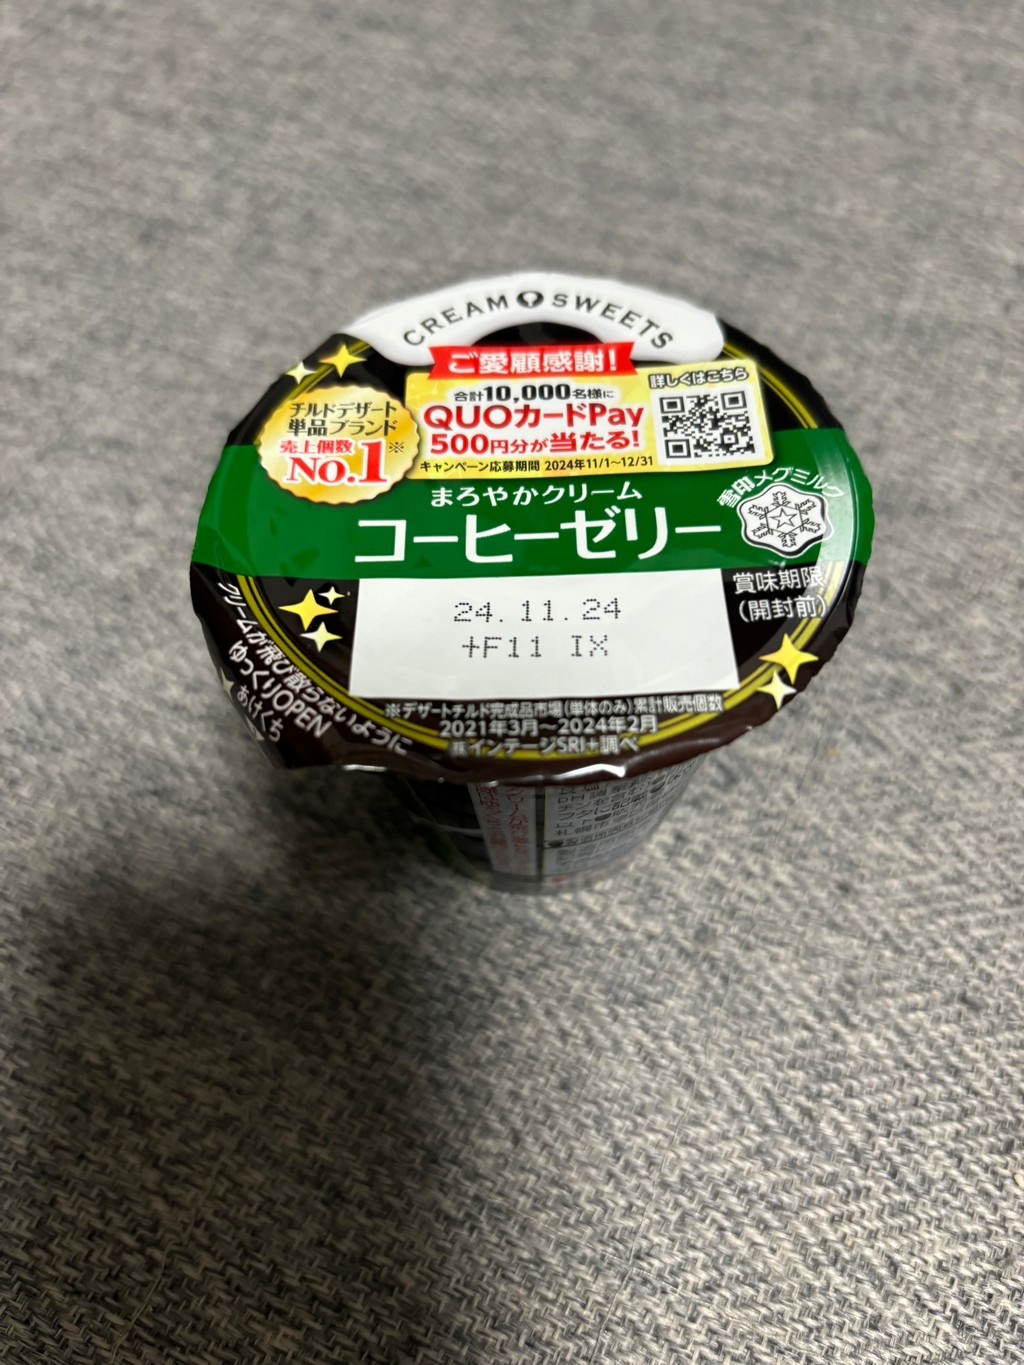 CREAM SWEETS
ご愛顧感謝!
合計10,000名様に
QUOカードPay
500円分が当たる!
キャンペーン応募期間 2024年11/1〜12/31
詳しくはこちら
チルドデザート
単品ブランド
売上個数※
No.1
まろやかクリーム
コーヒーゼリー
雪印メグミルク
賞味期限
(開封前)
24.11.24
+F11 IX
クリームが飛び散らないように
ゆっくりOPEN
あけくち
※デザートチルド完成品市場(単体のみ)累計販売個数
2021年3月〜2024年2月
㈱インテージSRI+調べ
フタに記載
札幌市